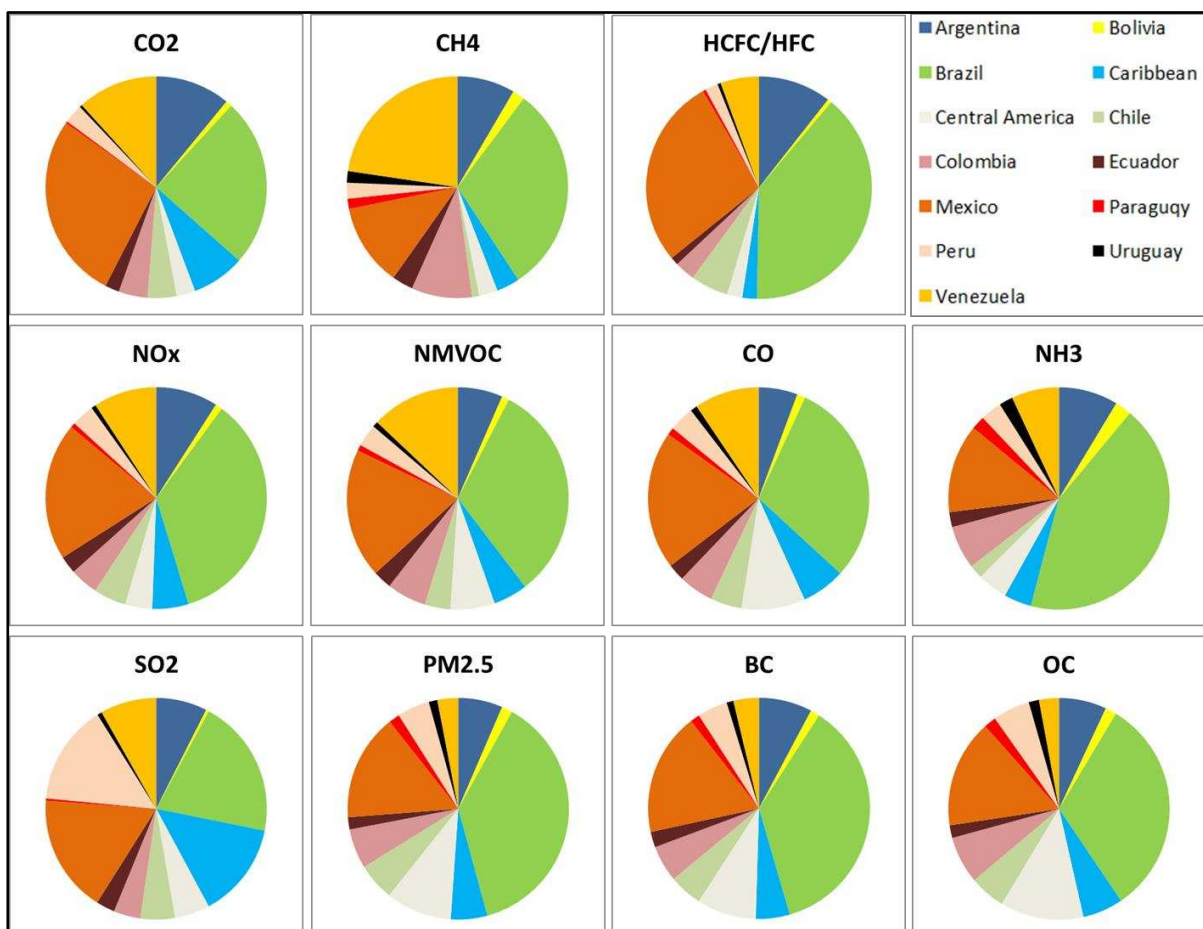 CO2
CH4
HCFC/HFC
Argentina
Bolivia
Brazil
Caribbean
Central America
Chile
Colombia
Ecuador
Mexico
Paraguqy
Peru
Uruguay
Venezuela
NOx
NMVOC
CO
NH3
SO2
PM2.5
BC
OC